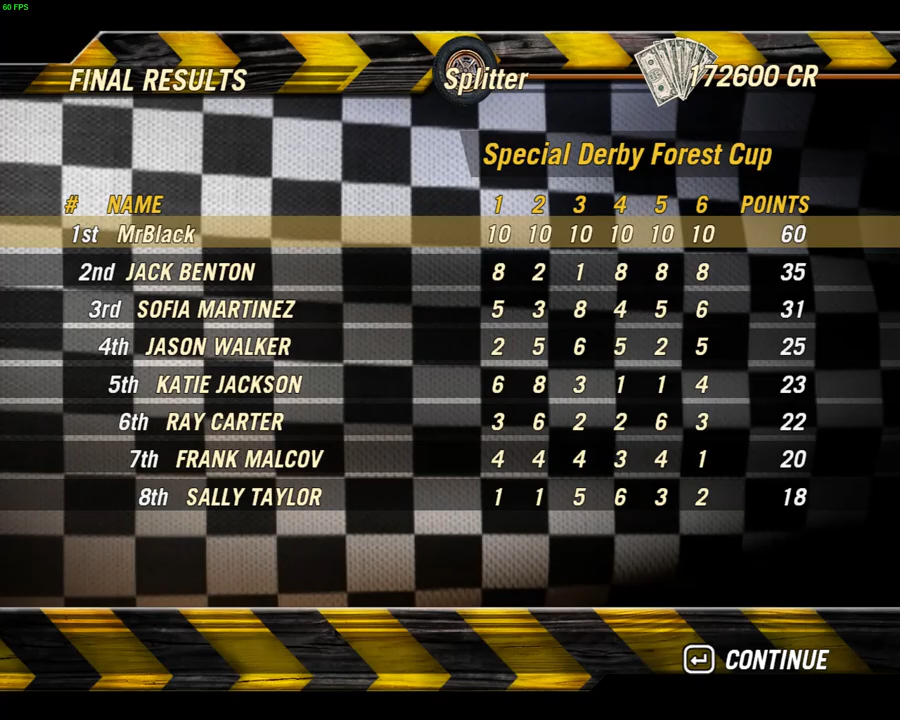 60 FPS
FINAL RESULTS Splitter 172600 CR
Special Derby Forest Cup
# NAME 1 2 3 4 5 6 POINTS
1st MrBlack 10 10 10 10 10 10 60
2nd JACK BENTON 8 2 1 8 8 8 35
3rd SOFIA MARTINEZ 5 3 8 4 5 6 31
4th JASON WALKER 2 5 6 5 2 5 25
5th KATIE JACKSON 6 8 3 1 1 4 23
6th RAY CARTER 3 6 2 2 6 3 22
7th FRANK MALCOV 4 4 4 3 4 1 20
8th SALLY TAYLOR 1 1 5 6 3 2 18
CONTINUE